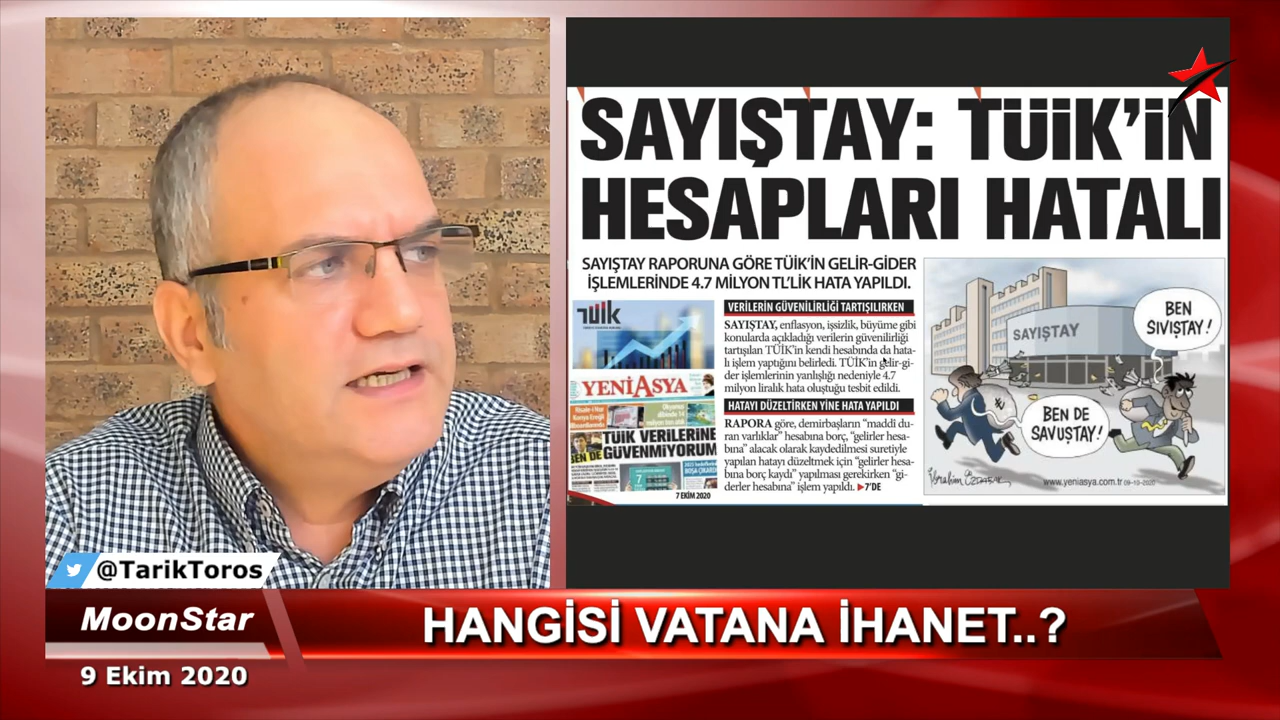 SAYIŞTAY: TÜİK'İN
HESAPLARI HATALI
SAYIŞTAY RAPORUNA GÖRE TÜİK'İN GELİR-GİDER
İŞLEMLERİNDE 4.7 MİLYON TL'LİK HATA YAPILDI.
TÜİK
YENİASYA
TÜİK VERİLERİNE
BEN DE GÜVENMİYORUM
7 EKİM 2020
VERİLERİN GÜVENİLİRLİĞİ TARTIŞILIRKEN
SAYIŞTAY, enflasyon, işsizlik, büyüme gibi
konularda açıkladığı verilerin güvenilirliği
tartışılan TÜİK'in kendi hesabında da hata-
lı işlem yaptığını belirledi. TÜİK'in gelir-gi-
der işlemlerinin yanlışlığı nedeniyle 4.7
milyon liralık hata oluştuğu tesbit edildi.
HATAYI DÜZELTİRKEN YİNE HATA YAPILDI
RAPORA göre, demirbaşların "maddi du-
ran varlıklar" hesabına borç, "gelirler hesa-
bına" alacak olarak kaydedilmesi suretiyle
yapılan hatayı düzeltmek için "gelirler hesa-
bına borç kaydı" yapılması gerekirken "gi-
derler hesabına" işlem yapıldı. ▶7'DE
SAYIŞTAY
BEN
SIVIŞTAY!
BEN DE
SAVUŞTAY!
www.yeniasya.com.tr 09-10-2020
@TarikToros
MoonStar
HANGİSİ VATANA İHANET..?
9 Ekim 2020